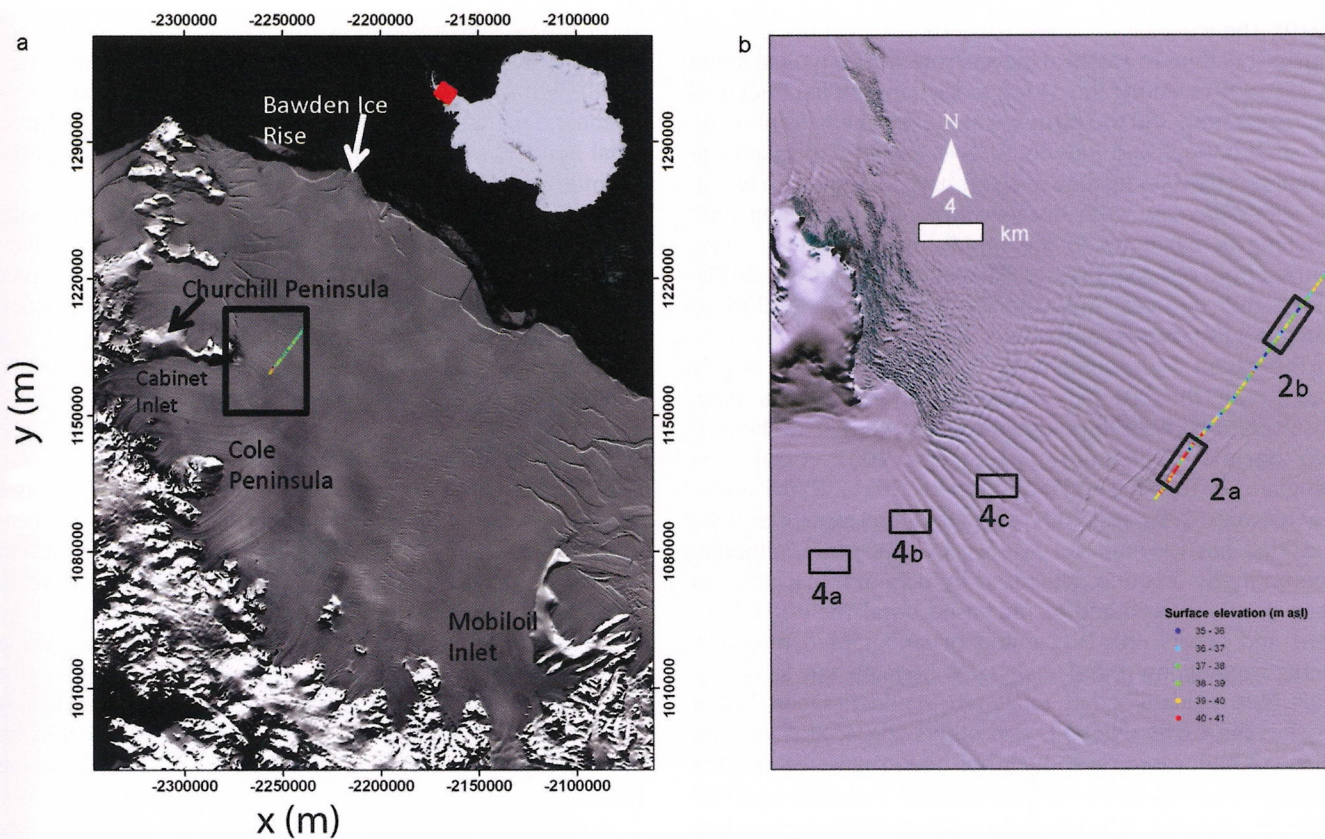 -2300000 -2250000 -2200000 -2150000 -2100000
a
b
Bawden Ice
Rise
1290000
1290000
N
4
km
1220000
1220000
Churchill Peninsula
Cabinet
Inlet
2b
y (m)
1150000
1150000
Cole
Peninsula
2a
4c
4b
4a
1080000
1080000
Mobiloil
Inlet
Surface elevation (m asl)
35 - 36
36 - 37
37 - 38
38 - 39
39 - 40
40 - 41
1010000
1010000
-2300000 -2250000 -2200000 -2150000 -2100000
x (m)